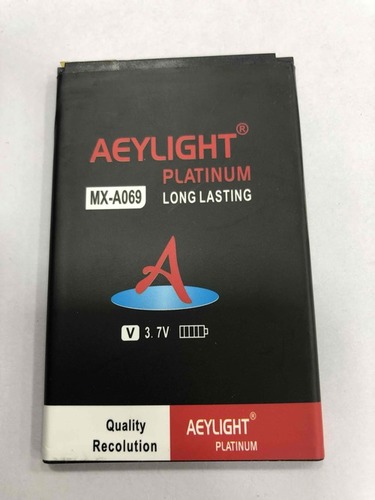 AEYLIGHT®
PLATINUM
MX-A069 LONG LASTING
A
V 3.7V
Quality
Recolution
AEYLIGHT®
PLATINUM